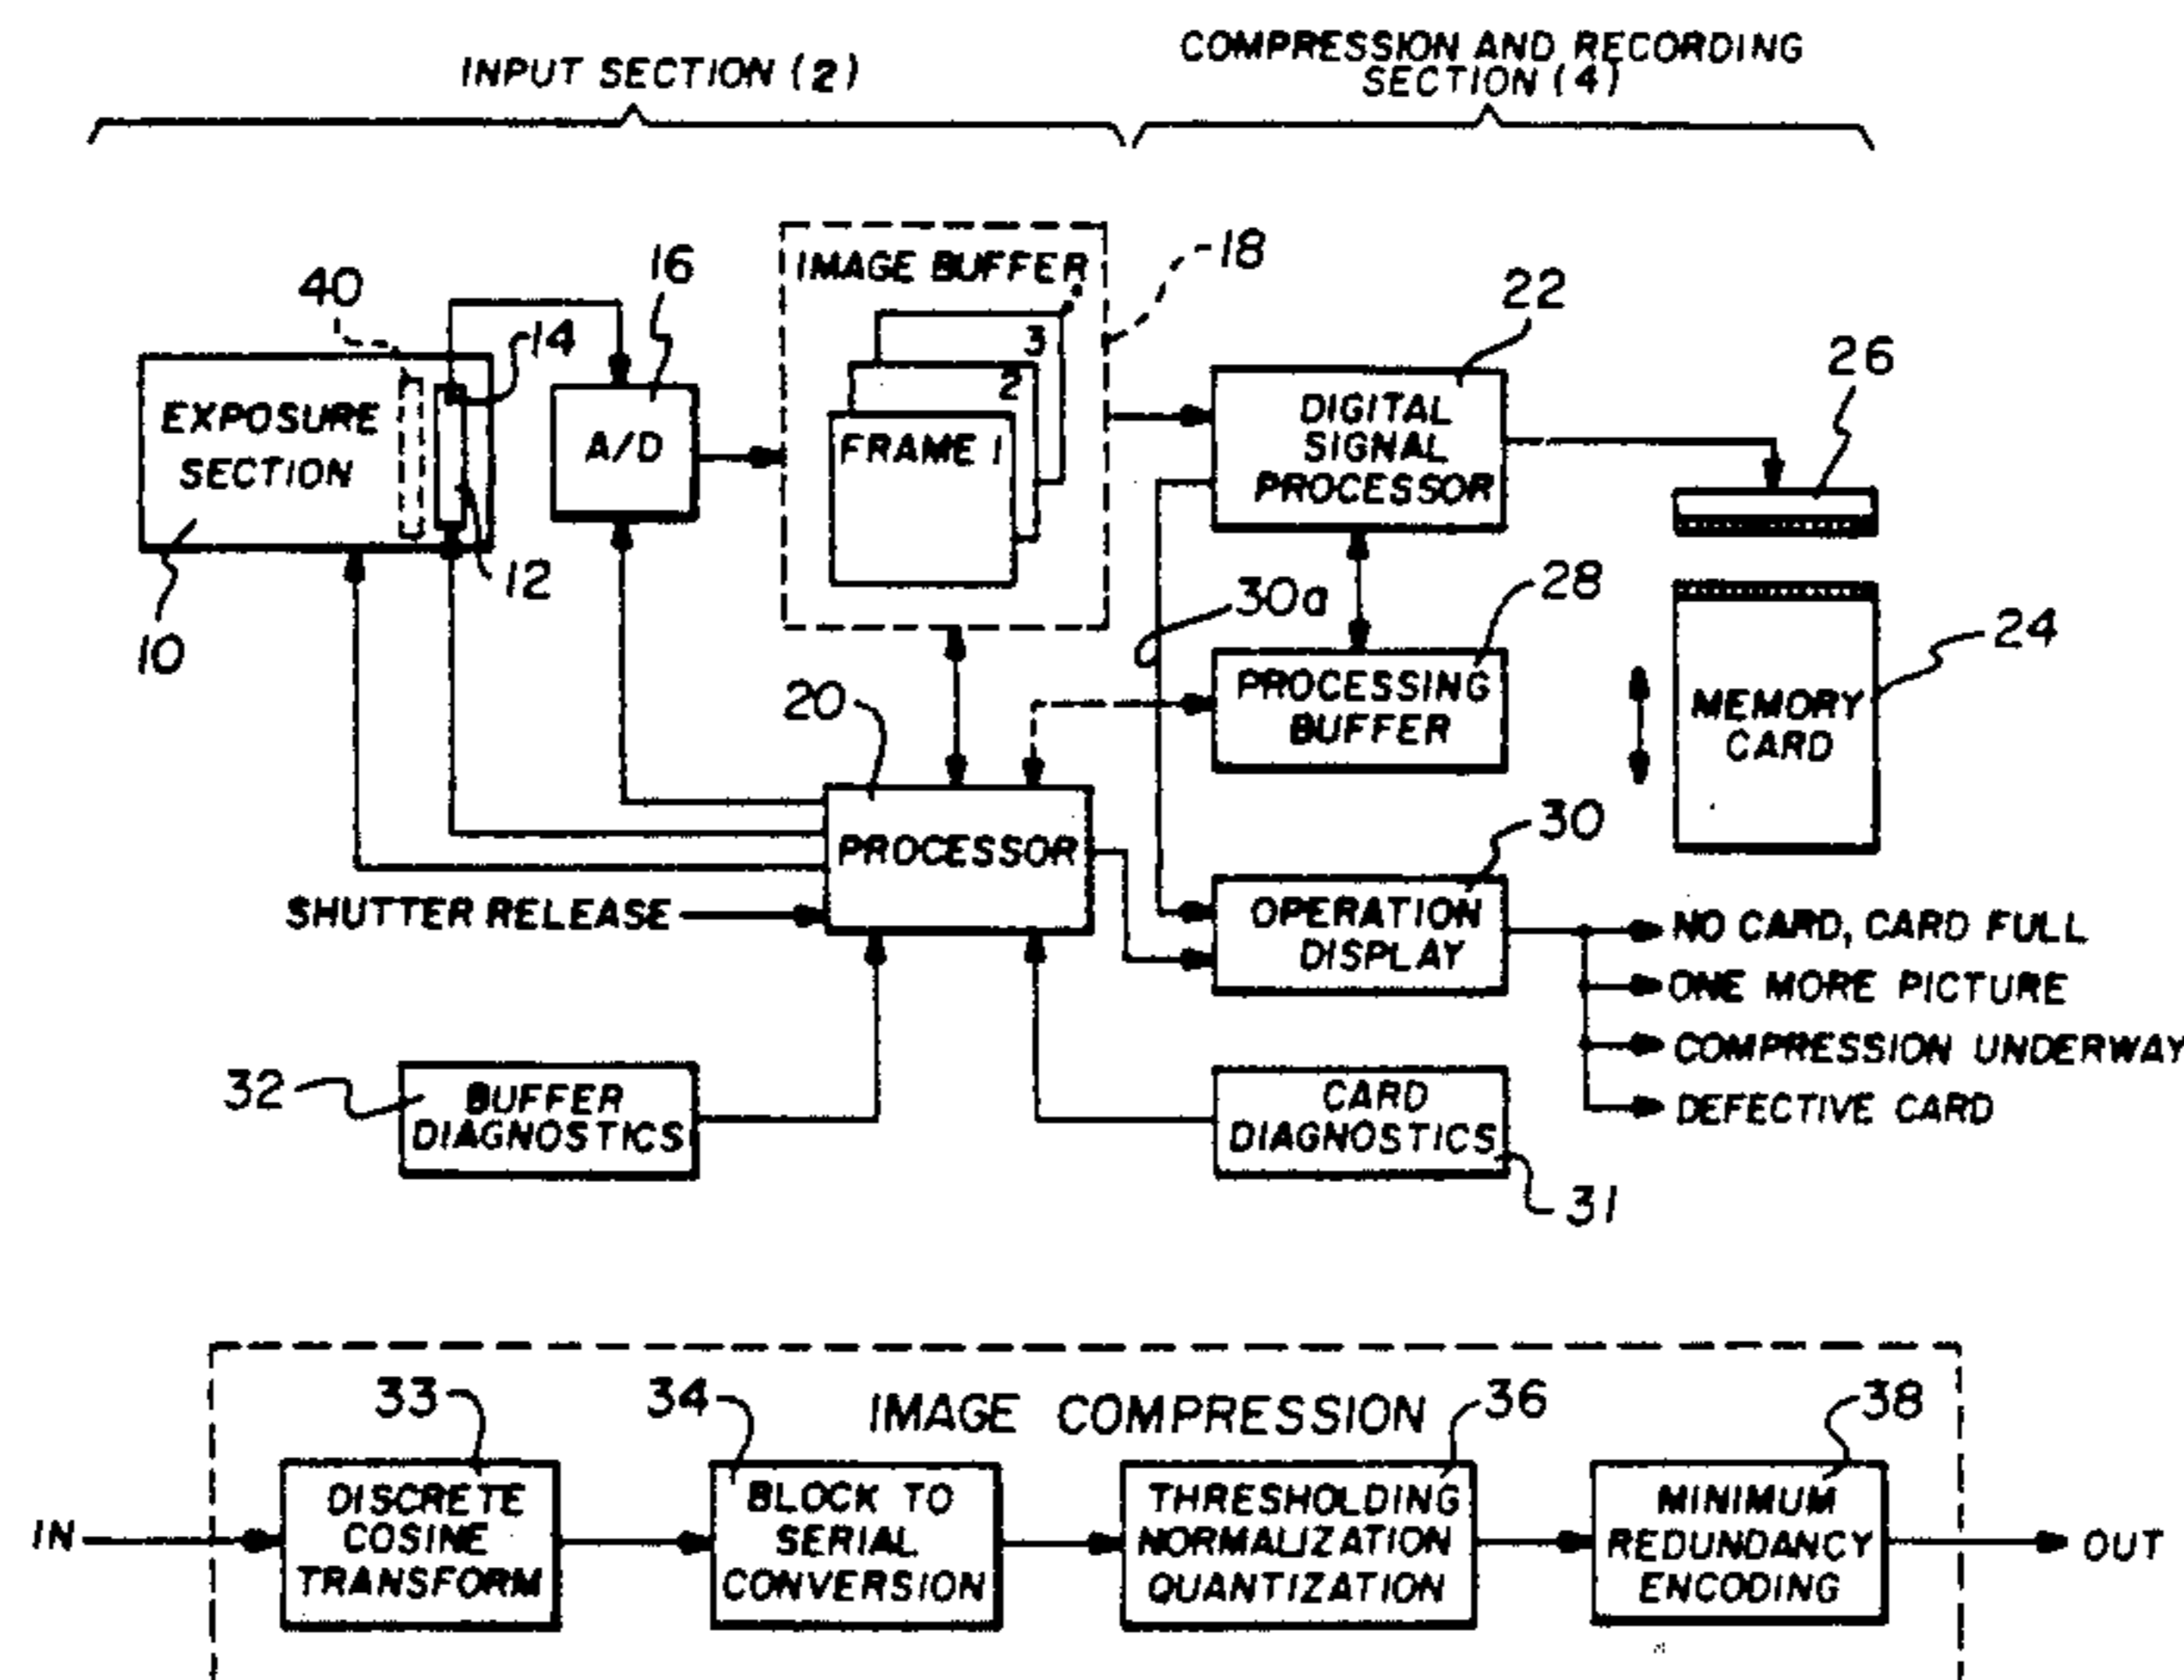 INPUT SECTION (2)
COMPRESSION AND RECORDING
SECTION (4)
40
14
16
IMAGE BUFFER
18
3
2
FRAME 1
22
26
EXPOSURE
SECTION
A/D
DIGITAL
SIGNAL
PROCESSOR
10
12
30a
28
24
20
PROCESSING
BUFFER
MEMORY
CARD
PROCESSOR
30
SHUTTER RELEASE
OPERATION
DISPLAY
NO CARD, CARD FULL
ONE MORE PICTURE
COMPRESSION UNDERWAY
DEFECTIVE CARD
32
BUFFER
DIAGNOSTICS
CARD
DIAGNOSTICS
31
IMAGE COMPRESSION
33
34
36
38
IN
DISCRETE
COSINE
TRANSFORM
BLOCK TO
SERIAL
CONVERSION
THRESHOLDING
NORMALIZATION
QUANTIZATION
MINIMUM
REDUNDANCY
ENCODING
OUT